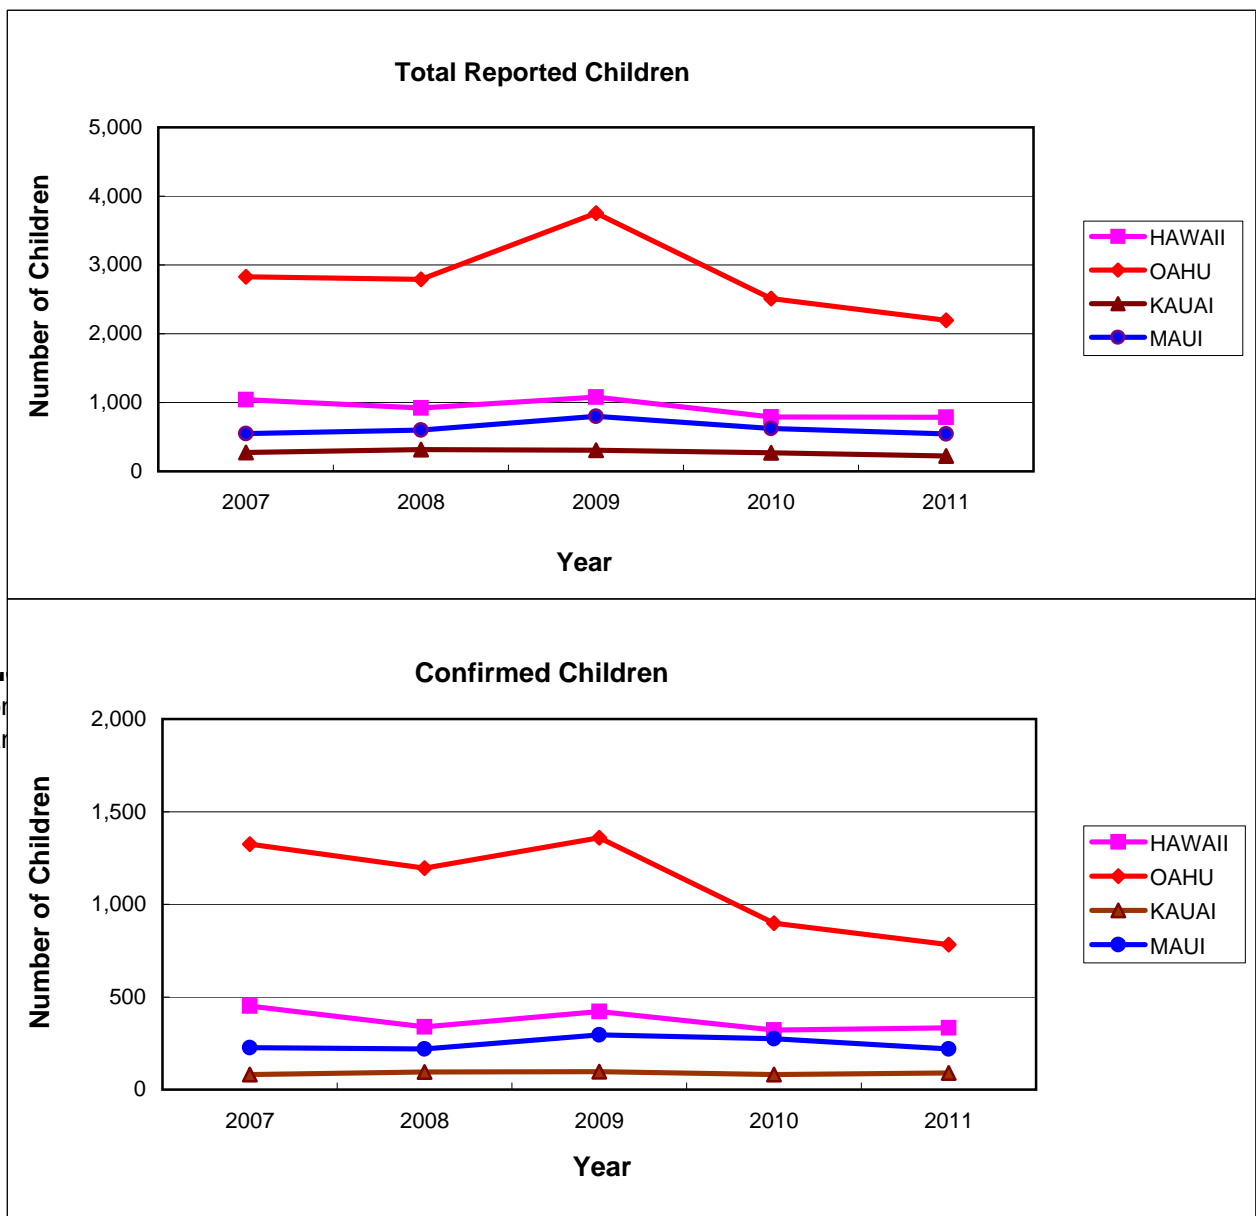 Total Reported Children
5,000
4,000
3,000
2,000
1,000
0
Number of Children
2007 2008 2009 2010 2011
Year
HAWAII
OAHU
KAUAI
MAUI
Confirmed Children
2,000
1,500
1,000
500
0
Number of Children
2007 2008 2009 2010 2011
Year
HAWAII
OAHU
KAUAI
MAUI